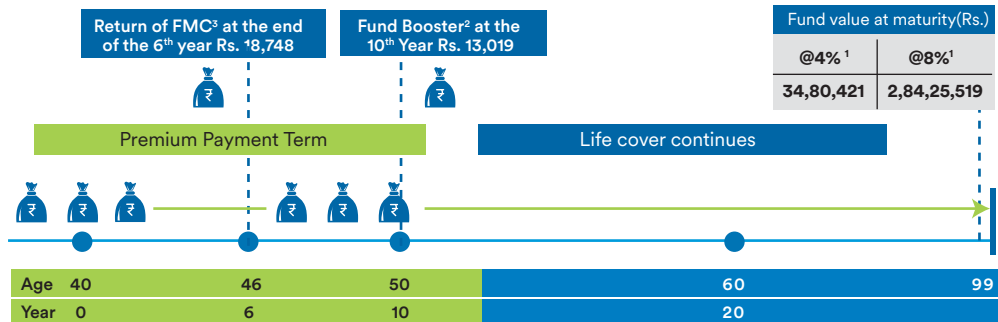 Return of FMC³ at the end
of the 6th year Rs. 18,748
Fund Booster² at the
10th Year Rs. 13,019
Fund value at maturity(Rs.)
@4% ¹ @8%¹
34,80,421 2,84,25,519
Premium Payment Term
Life cover continues
₹ ₹
₹ ₹ ₹ ₹ ₹ ₹
Age 40 46 50 60 99
Year 0 6 10 20